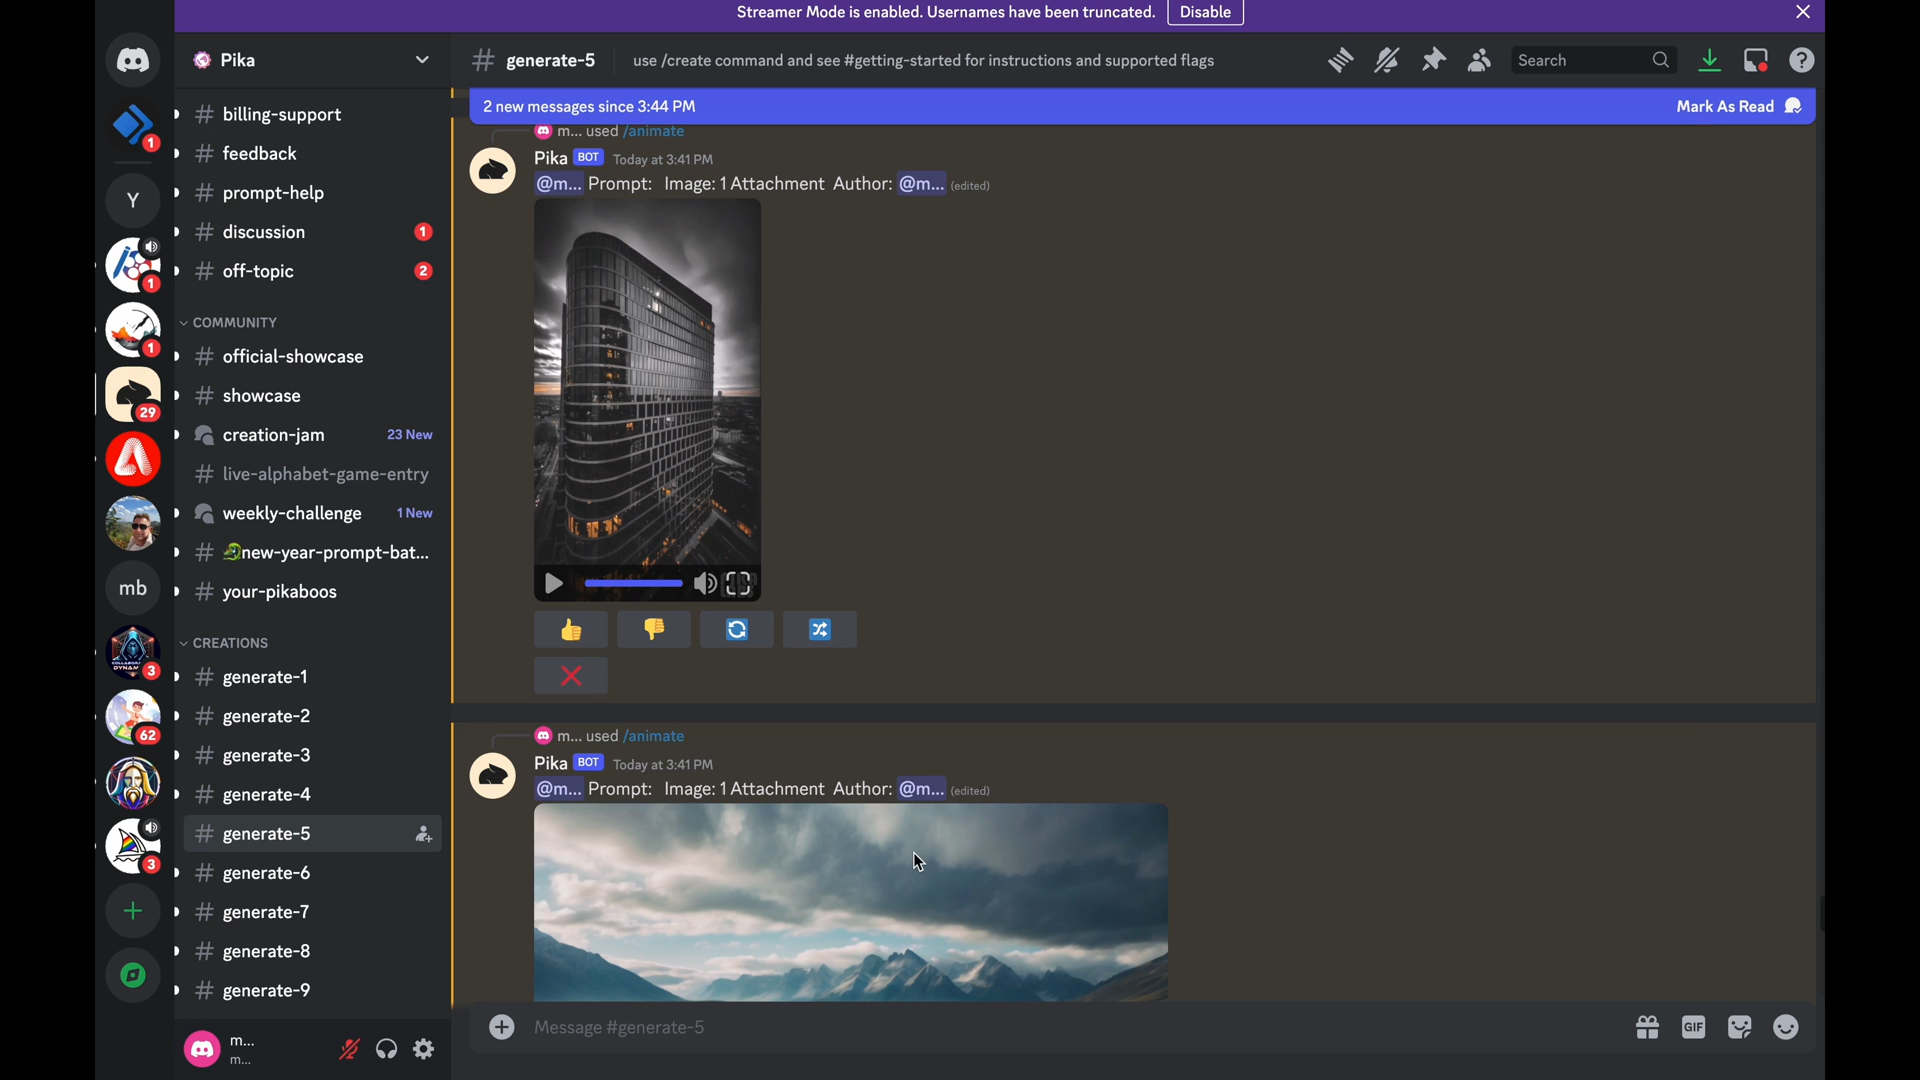 Streamer Mode is enabled. Usernames have been truncated. Disable
Pika
generate-5
use /create command and see #getting-started for instructions and supported flags
Search
2 new messages since 3:44 PM
Mark As Read
1
Y
1
1
29
mb
3
62
3
billing-support
feedback
prompt-help
discussion 1
off-topic 2
COMMUNITY
official-showcase
showcase
creation-jam 23 New
live-alphabet-game-entry
weekly-challenge 1 New
new-year-prompt-bat...
your-pikaboos
CREATIONS
generate-1
generate-2
generate-3
generate-4
generate-5
generate-6
generate-7
generate-8
generate-9
m...
m...
m... used /animate
Pika BOT Today at 3:41 PM
@m... Prompt: Image: 1 Attachment Author: @m... (edited)
m... used /animate
Pika BOT Today at 3:41 PM
@m... Prompt: Image: 1 Attachment Author: @m... (edited)
Message #generate-5
GIF